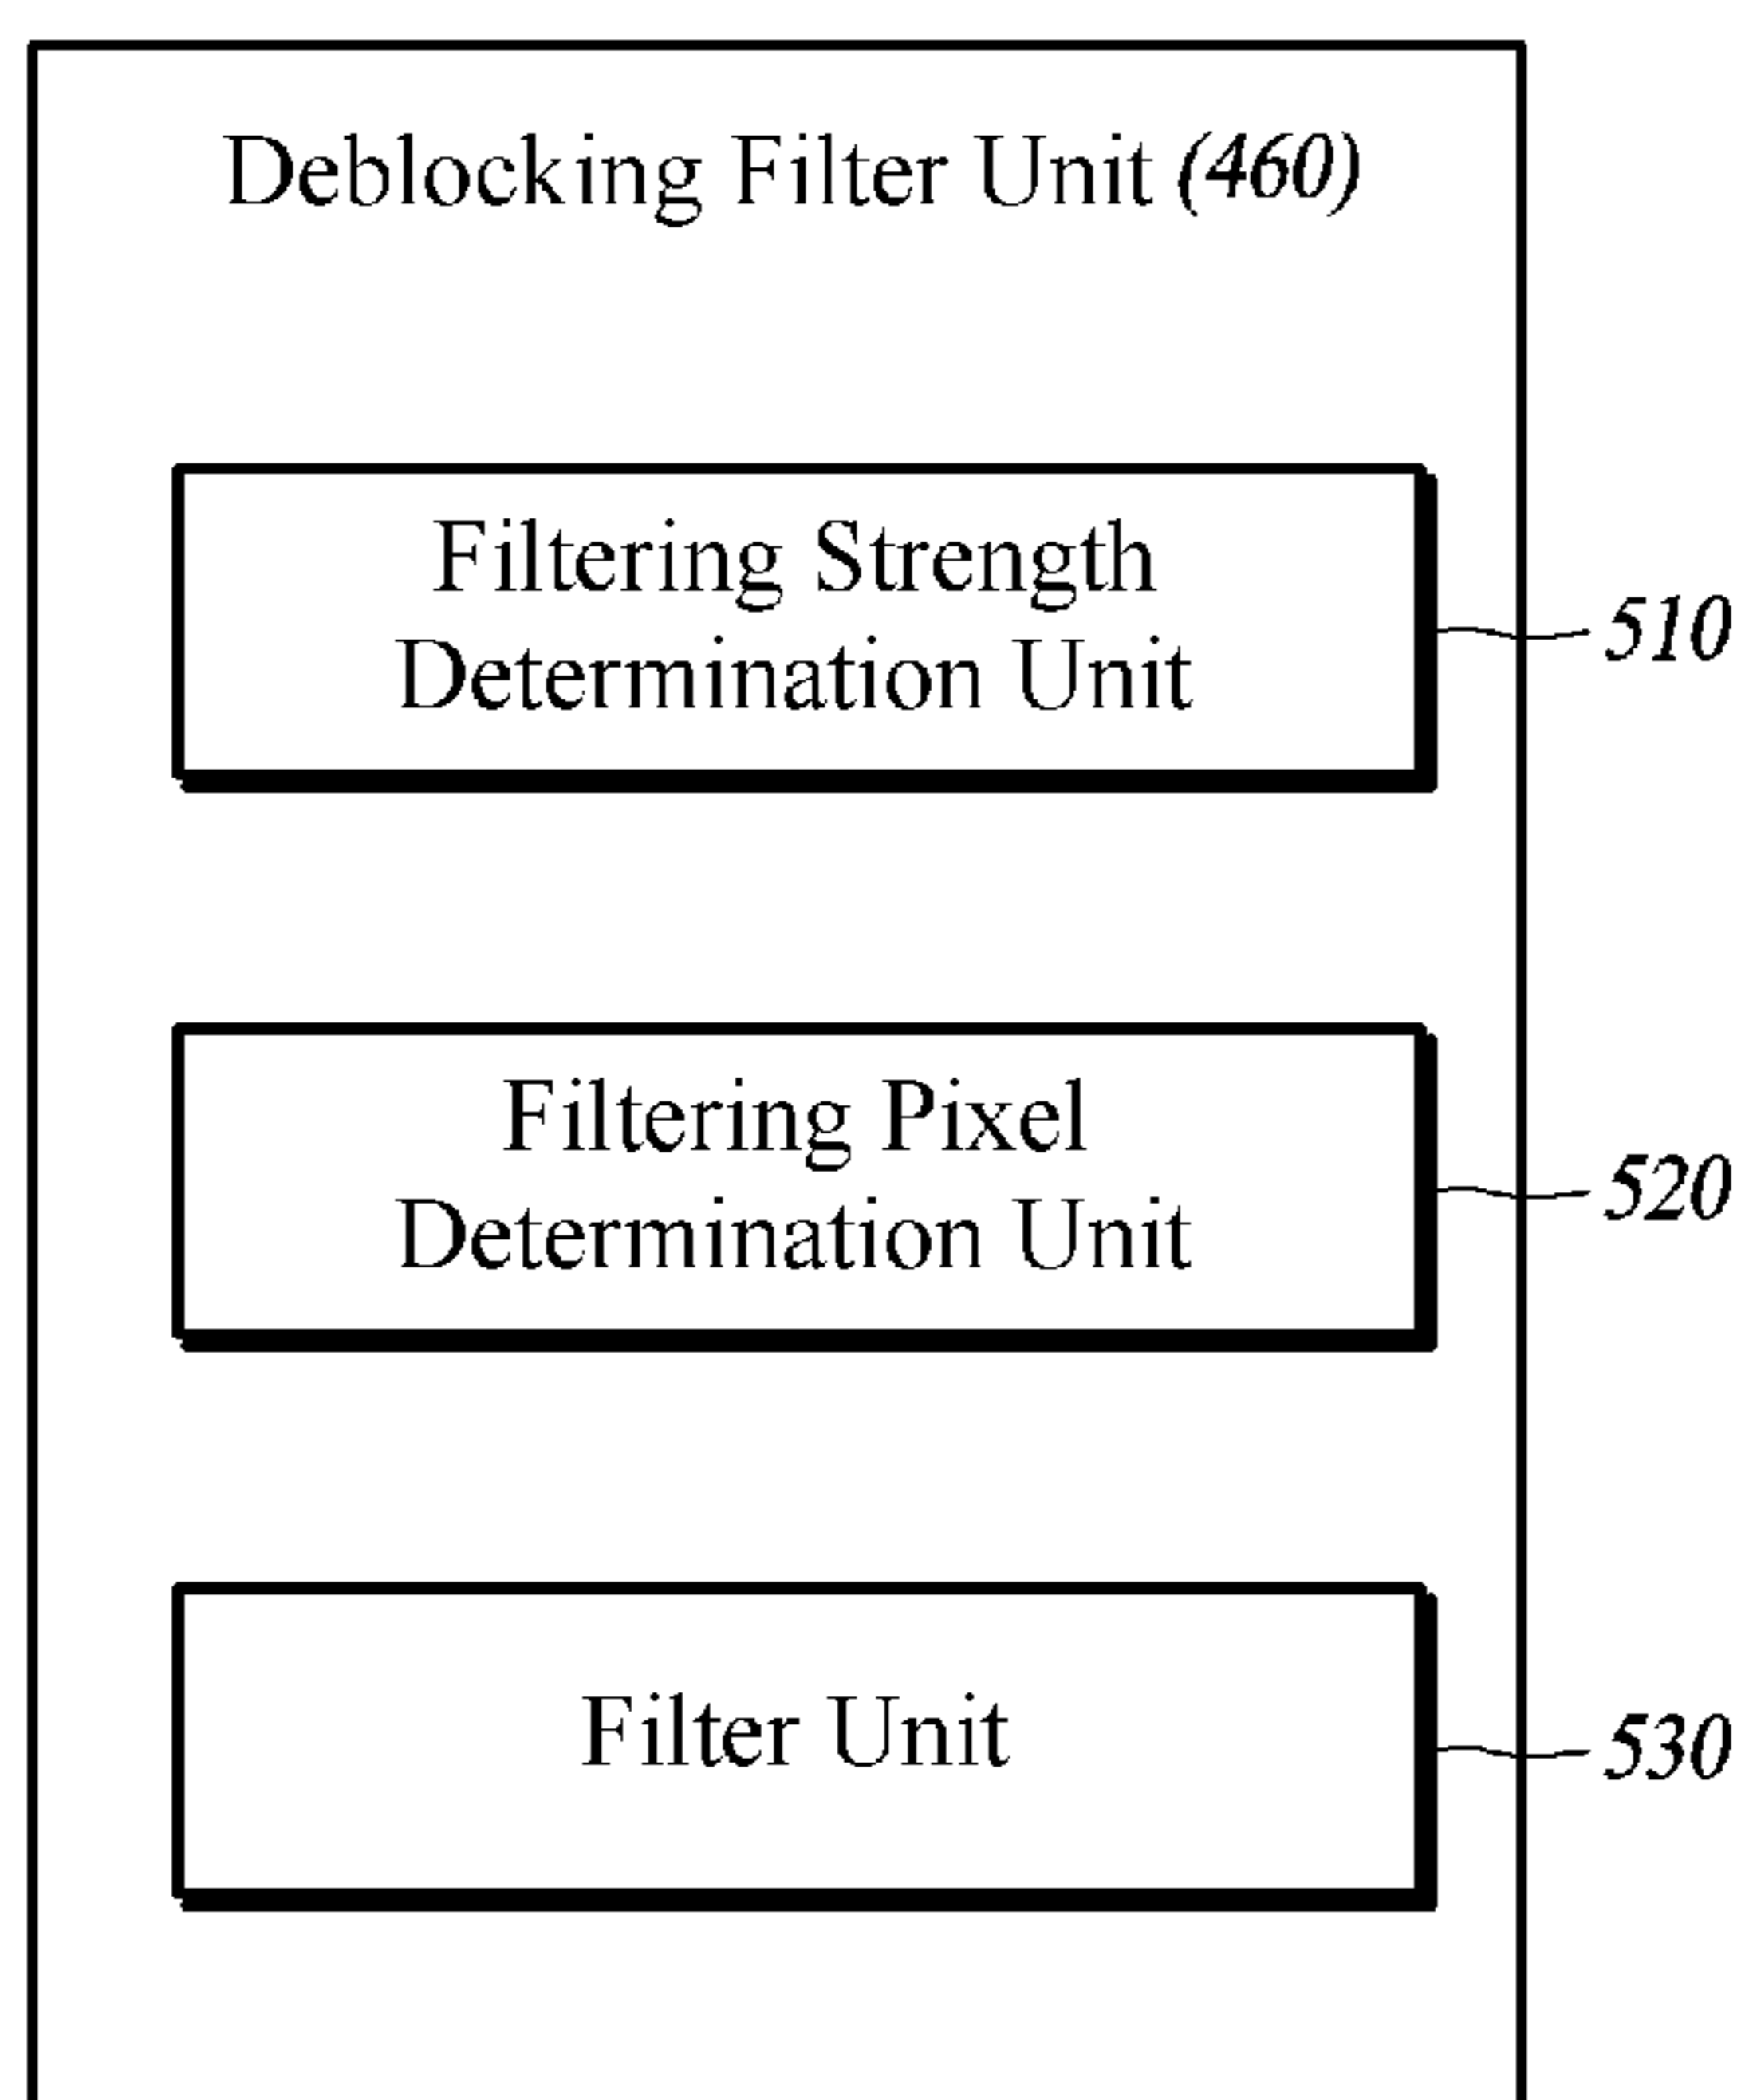 Deblocking Filter Unit (460)
Filtering Strength
Determination Unit
510
Filtering Pixel
Determination Unit
520
Filter Unit
530